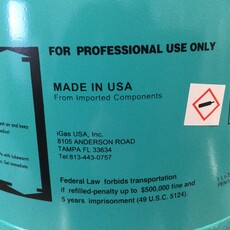 FOR PROFESSIONAL USE ONLY
MADE IN USA
From Imported Components
iGas USA, Inc.
8105 ANDERSON ROAD
TAMPA FL 33634
Tel:813-443-0757
Federal Law forbids transportation
if refilled-penalty up to $500,000 fine and
5 years imprisonment (49 U.S.C. 5124).